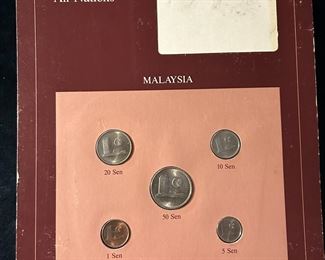 All Nations
MALAYSIA
20 Sen
10 Sen
50 Sen
1 Sen
5 Sen